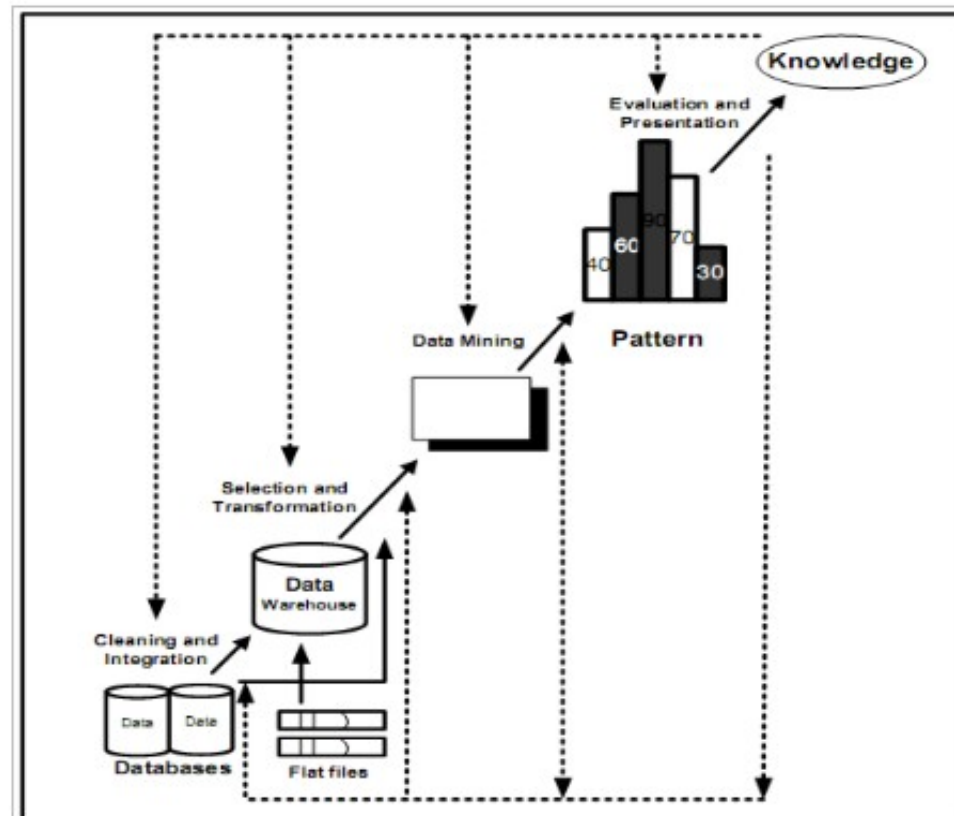 Knowledge
Evaluation and
Presentation
40
60
90
70
30
Pattern
Data Mining
Selection and
Transformation
Data
Warehouse
Cleaning and
Integration
Data
Data
Databases
Flat files